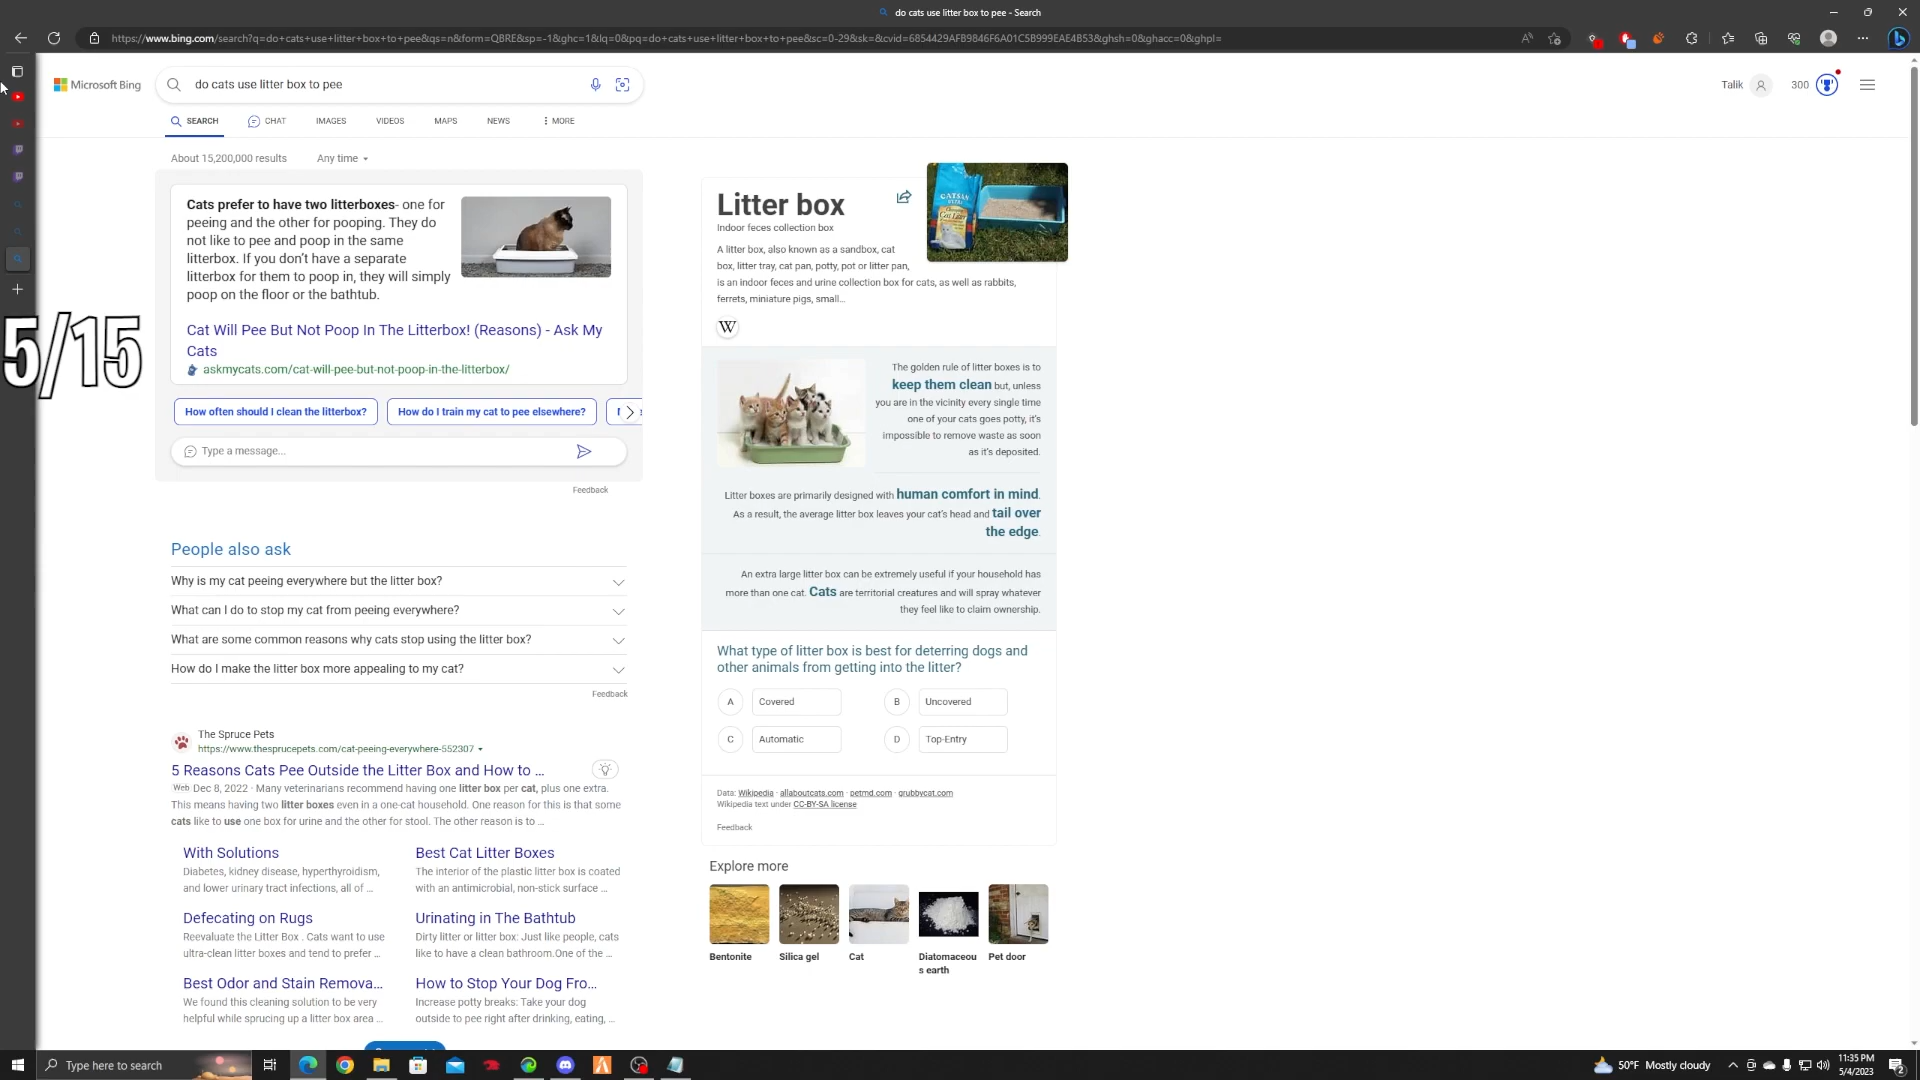 do cats use litter box to pee - Search
https://www.bing.com/search?q=do+cats+use+litter+box+to+pee&qs=n&form=QBRE&sp=-1&ghc=1&lq=0&pq=do+cats+use+litter+box+to+pee&sc=0-29&sk=&cvid=6854429AFB9846F6A01C5B999EAE4B53&ghsh=0&ghacc=0&ghpl=
Microsoft Bing
do cats use litter box to pee
Talik
300
SEARCH
CHAT
IMAGES
VIDEOS
MAPS
NEWS
MORE
About 15,200,000 results
Any time
Cats prefer to have two litterboxes- one for
peeing and the other for pooping. They do
not like to pee and poop in the same
litterbox. If you don't have a separate
litterbox for them to poop in, they will simply
poop on the floor or the bathtub.
Cat Will Pee But Not Poop In The Litterbox! (Reasons) - Ask My
Cats
askmycats.com/cat-will-pee-but-not-poop-in-the-litterbox/
5/15
How often should I clean the litterbox?
How do I train my cat to pee elsewhere?
Type a message...
Feedback
People also ask
Why is my cat peeing everywhere but the litter box?
What can I do to stop my cat from peeing everywhere?
What are some common reasons why cats stop using the litter box?
How do I make the litter box more appealing to my cat?
Feedback
The Spruce Pets
https://www.thesprucepets.com/cat-peeing-everywhere-552307
5 Reasons Cats Pee Outside the Litter Box and How to ...
Web Dec 8, 2022 · Many veterinarians recommend having one litter box per cat, plus one extra.
This means having two litter boxes even in a one-cat household. One reason for this is that some
cats like to use one box for urine and the other for stool. The other reason is to ...
With Solutions
Diabetes, kidney disease, hyperthyroidism,
and lower urinary tract infections, all of ...
Best Cat Litter Boxes
The interior of the plastic litter box is coated
with an antimicrobial, non-stick surface ...
Defecating on Rugs
Reevaluate the Litter Box . Cats want to use
ultra-clean litter boxes and tend to prefer ...
Urinating in The Bathtub
Dirty litter or litter box: Just like people, cats
like to have a clean bathroom.One of the ...
Best Odor and Stain Remova...
We found this cleaning solution to be very
helpful while sprucing up a litter box area ...
How to Stop Your Dog Fro...
Increase potty breaks: Take your dog
outside to pee right after drinking, eating, ...
Litter box
Indoor feces collection box
A litter box, also known as a sandbox, cat
box, litter tray, cat pan, potty, pot or litter pan,
is an indoor feces and urine collection box for cats, as well as rabbits,
ferrets, miniature pigs, small...
W
The golden rule of litter boxes is to
keep them clean but, unless
you are in the vicinity every single time
one of your cats goes potty, it's
impossible to remove waste as soon
as it's deposited.
Litter boxes are primarily designed with human comfort in mind.
As a result, the average litter box leaves your cat's head and tail over
the edge.
An extra large litter box can be extremely useful if your household has
more than one cat. Cats are territorial creatures and will spray whatever
they feel like to claim ownership.
What type of litter box is best for deterring dogs and
other animals from getting into the litter?
A Covered
B Uncovered
C Automatic
D Top-Entry
Data: Wikipedia · allaboutcats.com · petmd.com · grubbycat.com
Wikipedia text under CC-BY-SA license
Feedback
Explore more
Bentonite
Silica gel
Cat
Diatomaceou
s earth
Pet door
Type here to search
50°F Mostly cloudy
11:35 PM
5/4/2023
2